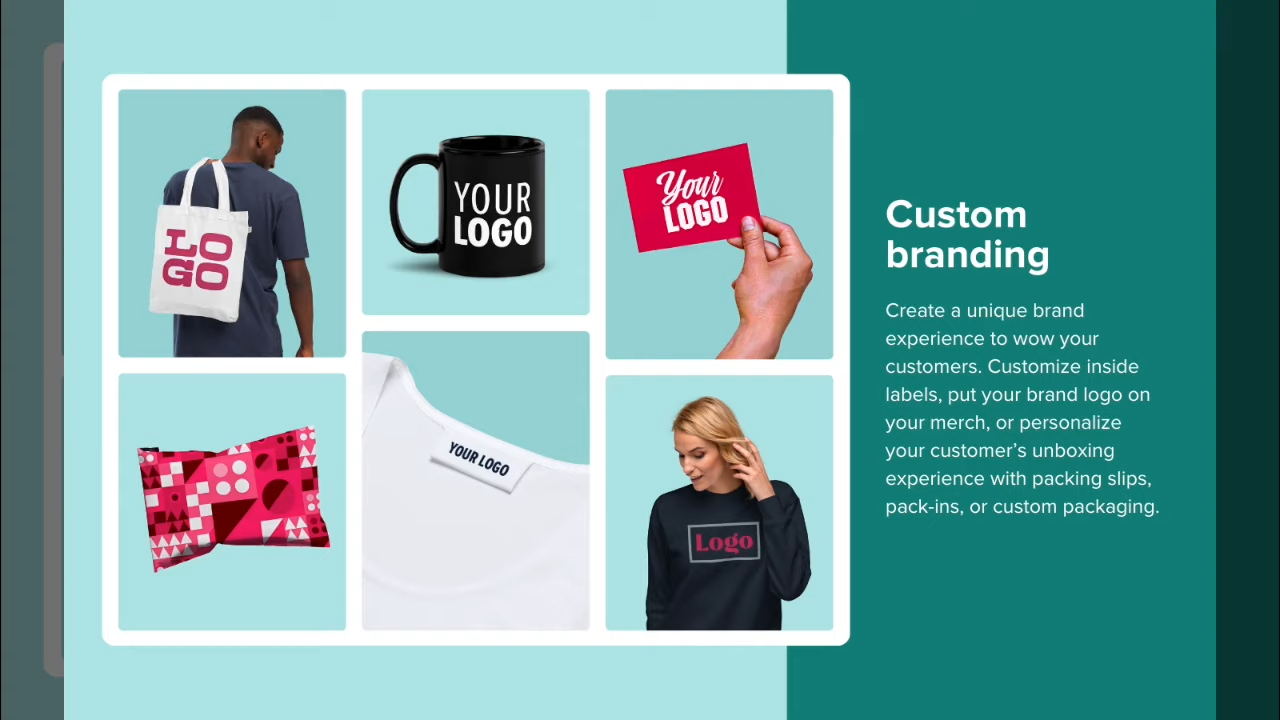 LO
GO
YOUR
LOGO
Your
LOGO
YOUR LOGO
Logo
Custom
branding
Create a unique brand
experience to wow your
customers. Customize inside
labels, put your brand logo on
your merch, or personalize
your customer’s unboxing
experience with packing slips,
pack-ins, or custom packaging.